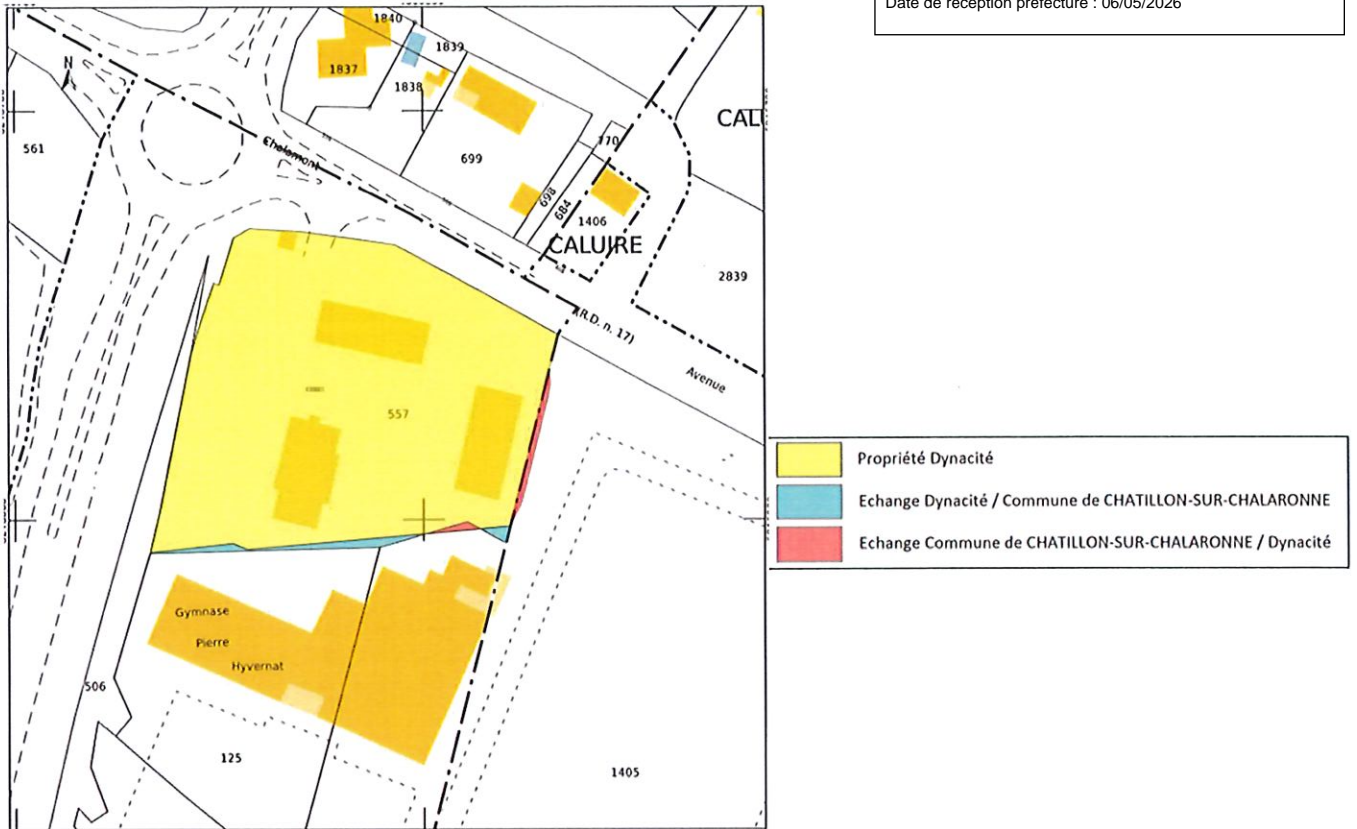 Date de réception préfecture : 06/05/2026
1840
1839
1837
1838
N
561
Chalamont
699
770
CALU
698
684
1406
CALUIRE
2839
(R.D. n. 17)
Avenue
557
Propriété Dynacité
Echange Dynacité / Commune de CHATILLON-SUR-CHALARONNE
Echange Commune de CHATILLON-SUR-CHALARONNE / Dynacité
Gymnase
Pierre
Hyvernat
506
125
1405